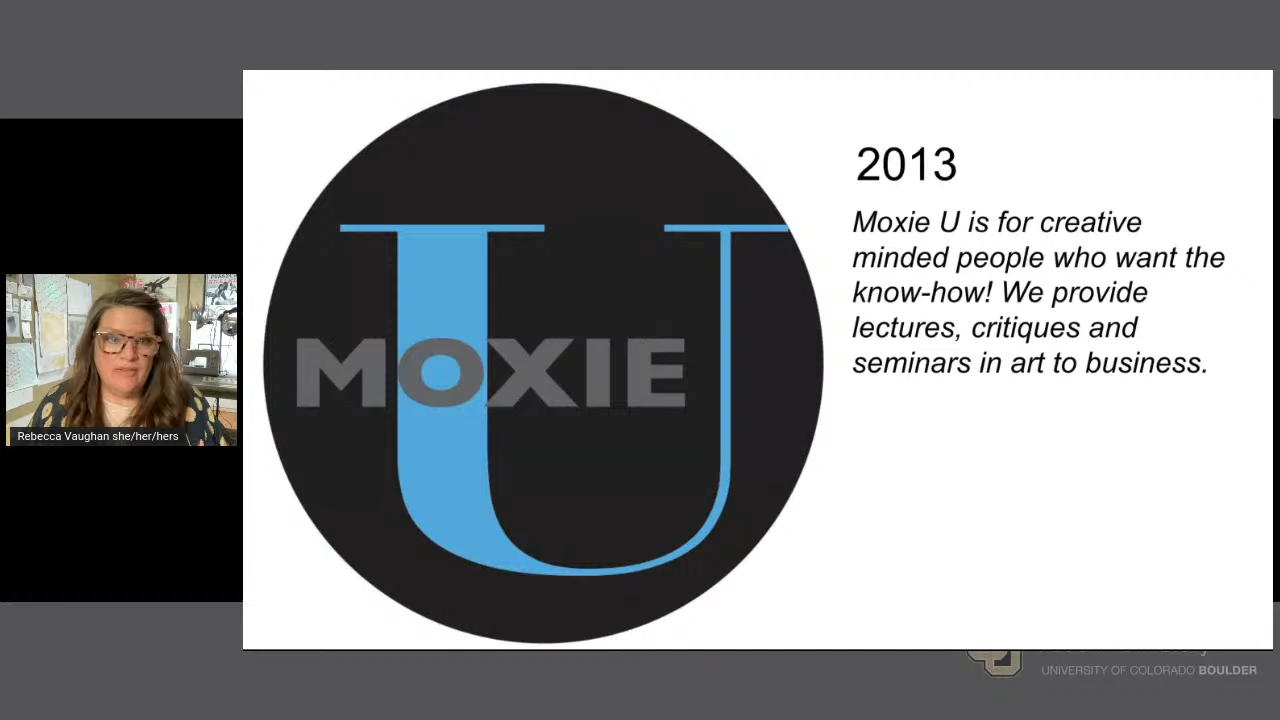 2013
Moxie U is for creative
minded people who want the
know-how! We provide
lectures, critiques and
seminars in art to business.
U
MOXIE
Rebecca Vaughan she/her/hers
UNIVERSITY OF COLORADO BOULDER